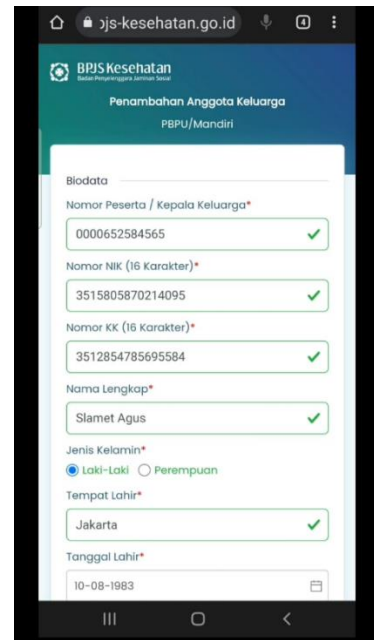 ojs-kesehatan.go.id
4
BPJS Kesehatan
Badan Penyelenggara Jaminan Sosial
Penambahan Anggota Keluarga
PBPU/Mandiri
Biodata
Nomor Peserta / Kepala Keluarga*
0000652584565
Nomor NIK (16 Karakter)*
3515805870214095
Nomor KK (16 Karakter)*
3512854785695584
Nama Lengkap*
Slamet Agus
Jenis Kelamin*
Laki-Laki Perempuan
Tempat Lahir*
Jakarta
Tanggal Lahir*
10-08-1983